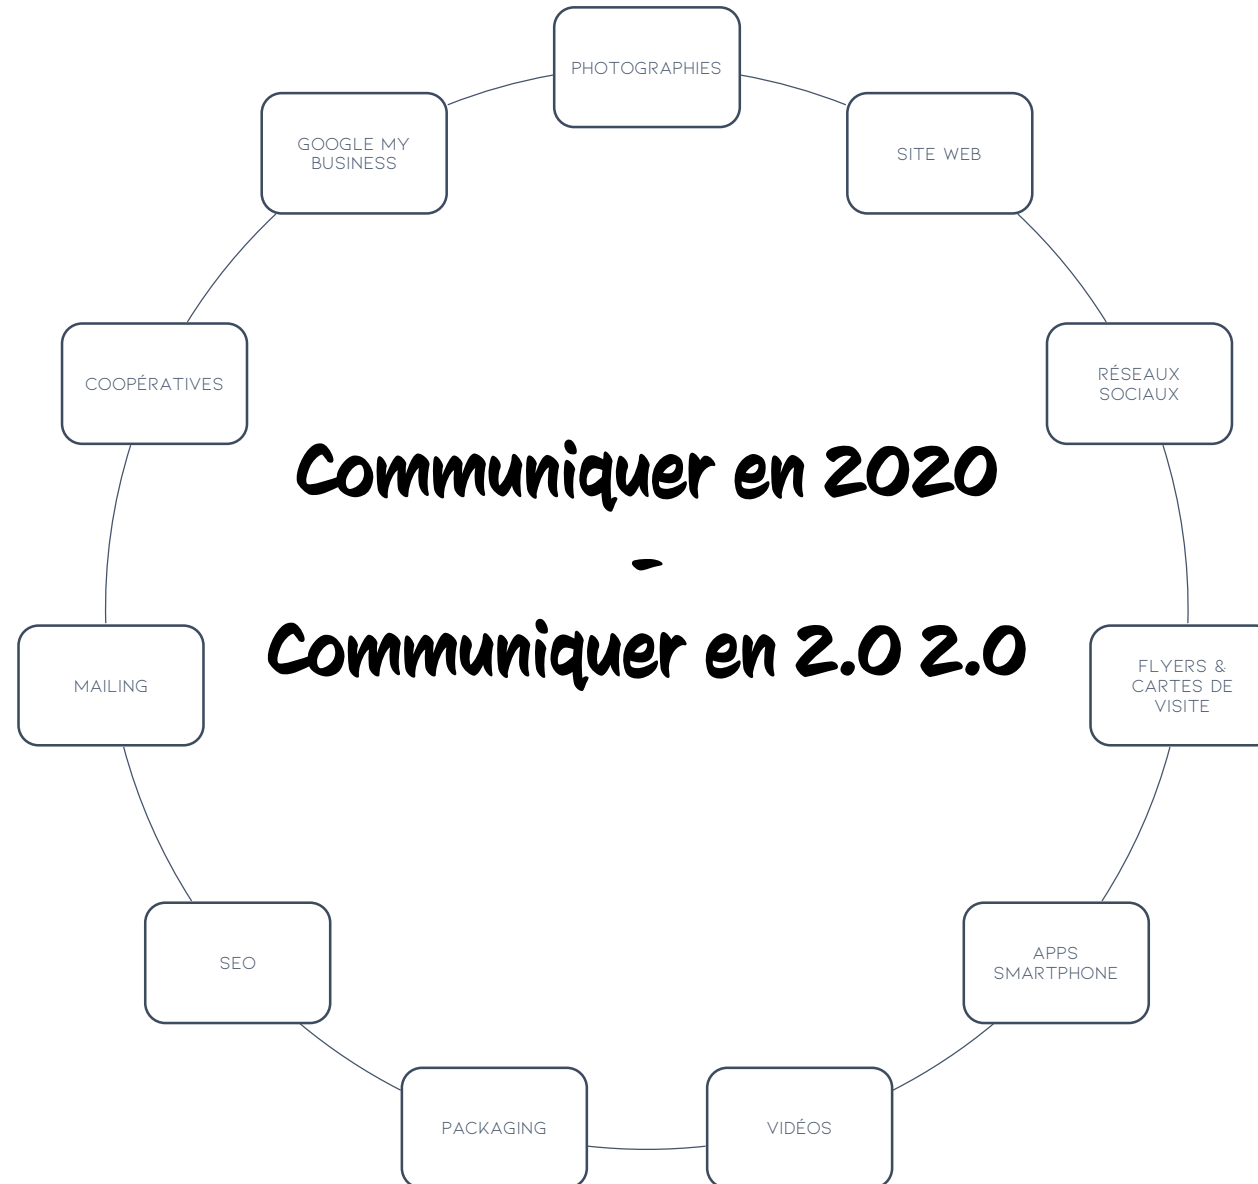 PHOTOGRAPHIES
GOOGLE MY
BUSINESS
SITE WEB
COOPÉRATIVES
RÉSEAUX
SOCIAUX
Communiquer en 2020
-
Communiquer en 2.0 2.0
MAILING
FLYERS &
CARTES DE
VISITE
SEO
APPS
SMARTPHONE
PACKAGING
VIDÉOS